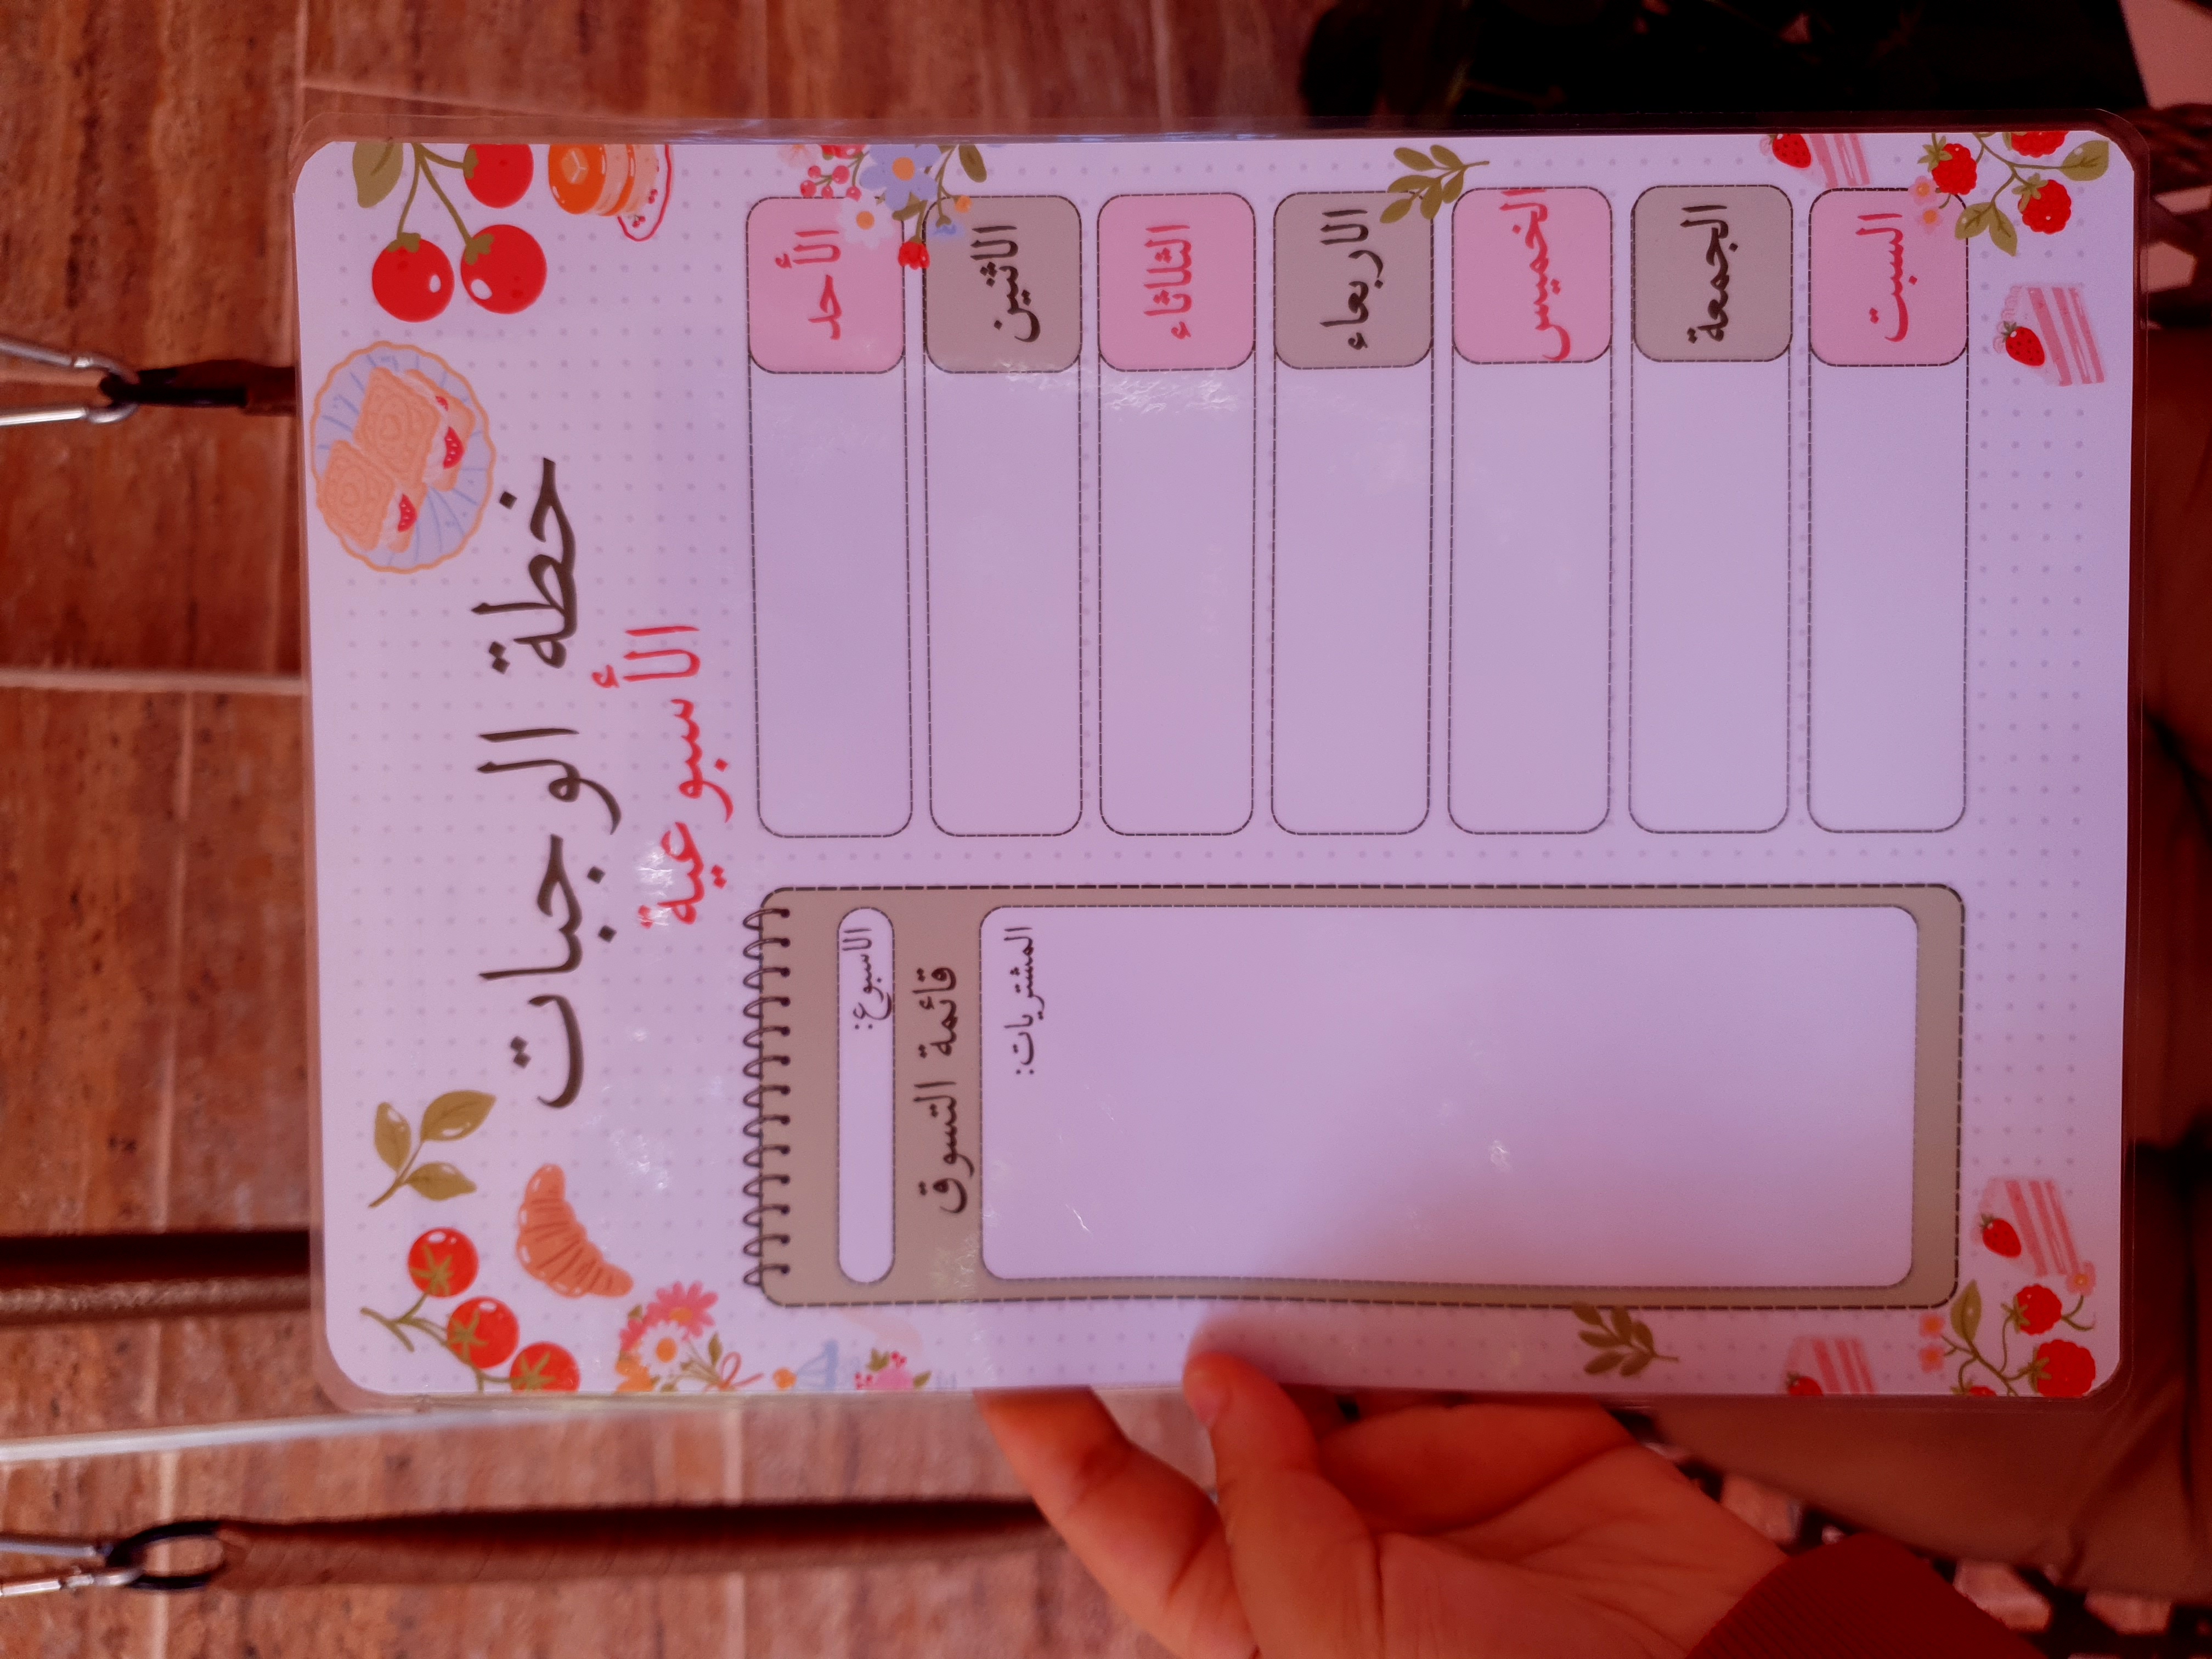 خطة الوجبات
الأسبوعية
الأحد
الاثنين
الثلاثاء
الاربعاء
الخميس
الجمعة
السبت
الاسبوع:
قائمة التسوق
المشتريات: